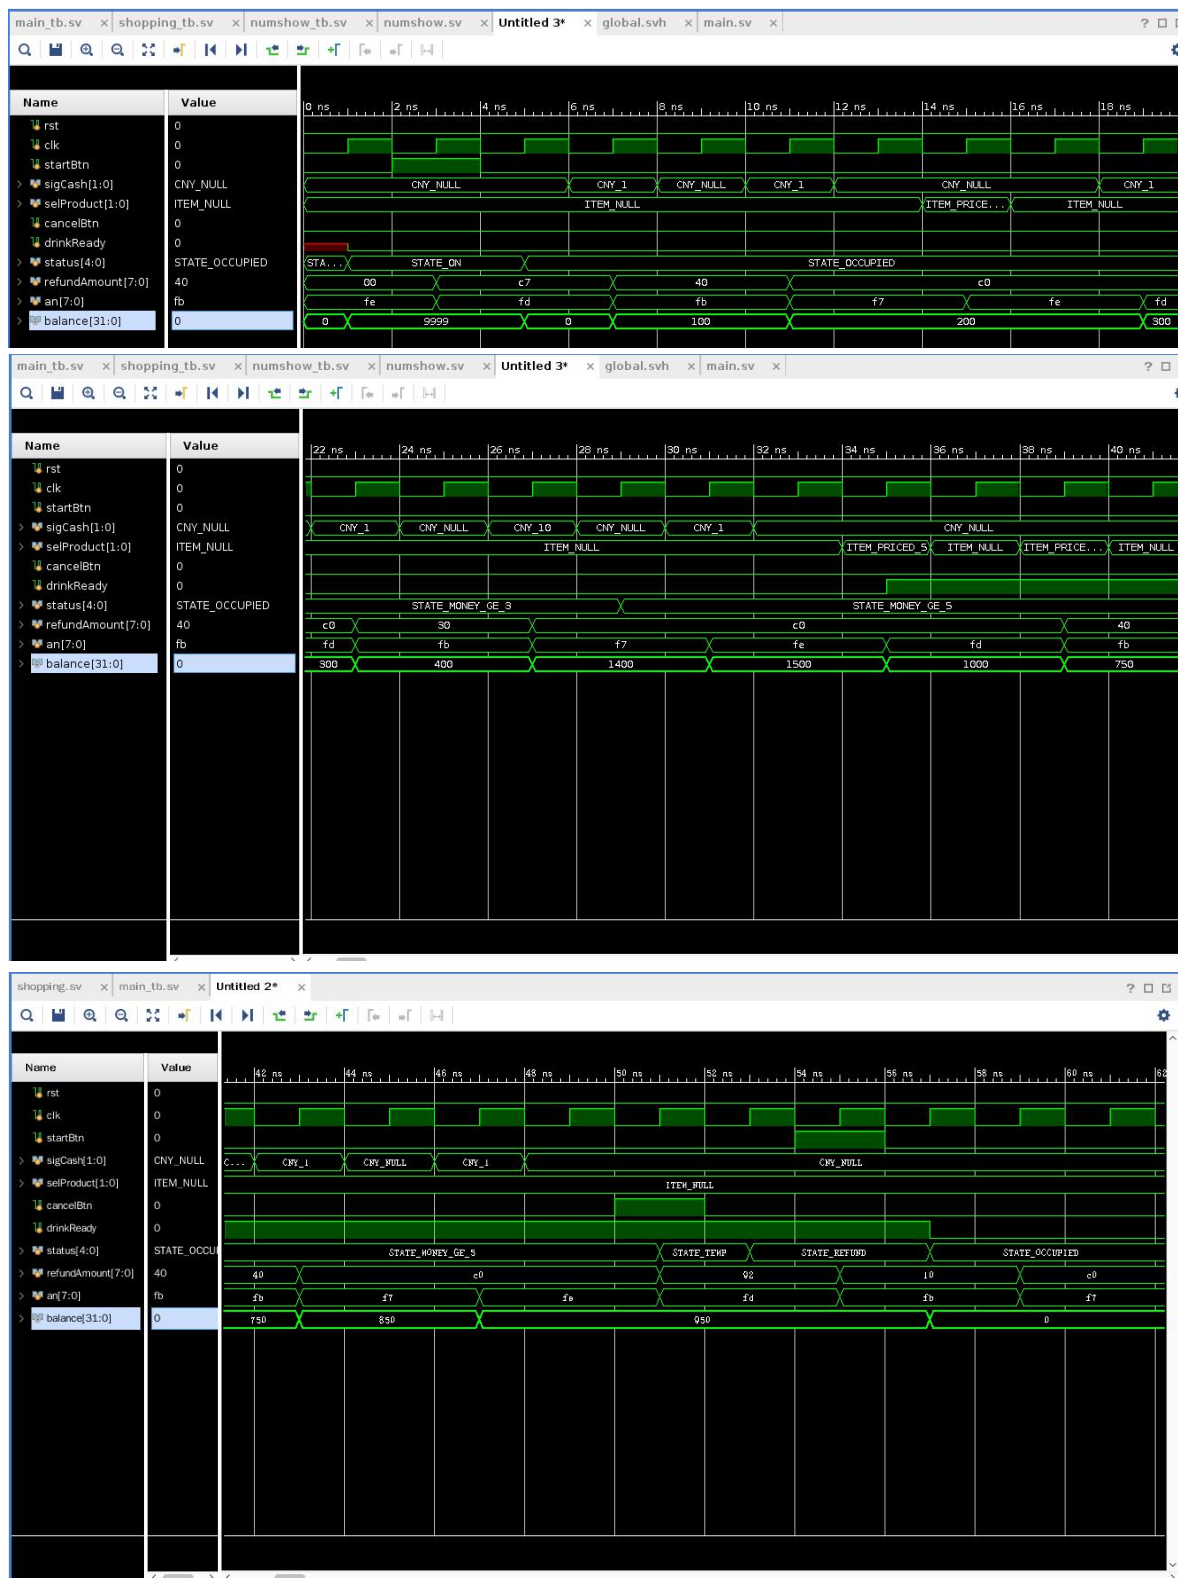 main_tb.sv × shopping_tb.sv × numshow_tb.sv × numshow.sv × Untitled 3* × global.svh × main.sv × ?
0 ns 2 ns 4 ns 6 ns 8 ns 10 ns 12 ns 14 ns 16 ns 18 ns
Name Value
rst 0
clk 0
startBtn 0
sigCash[1:0] CNY_NULL CNY_NULL CNY_1 CNY_NULL CNY_1 CNY_NULL CNY_1
selProduct[1:0] ITEM_NULL ITEM_NULL ITEM_PRICE... ITEM_NULL
cancelBtn 0
drinkReady 0
status[4:0] STATE_OCCUPIED STA... STATE_ON STATE_OCCUPIED
refundAmount[7:0] 40 00 c7 40 c0
an[7:0] fb fe fd fb f7 fe fd
balance[31:0] 0 0 9999 0 100 200 300
main_tb.sv × shopping_tb.sv × numshow_tb.sv × numshow.sv × Untitled 3* × global.svh × main.sv × ?
22 ns 24 ns 26 ns 28 ns 30 ns 32 ns 34 ns 36 ns 38 ns 40 ns
Name Value
rst 0
clk 0
startBtn 0
sigCash[1:0] CNY_NULL CNY_1 CNY_NULL CNY_10 CNY_NULL CNY_1 CNY_NULL
selProduct[1:0] ITEM_NULL ITEM_NULL ITEM_PRICED_5 ITEM_NULL ITEM_PRICE... ITEM_NULL
cancelBtn 0
drinkReady 0
status[4:0] STATE_OCCUPIED STATE_MONEY_GE_3 STATE_MONEY_GE_5
refundAmount[7:0] 40 c0 30 c0 40
an[7:0] fb fd fb f7 fe fd fb
balance[31:0] 0 300 400 1400 1500 1000 750
shopping.sv × main_tb.sv × Untitled 2* × ?
42 ns 44 ns 46 ns 48 ns 50 ns 52 ns 54 ns 56 ns 58 ns 60 ns 62
Name Value
rst 0
clk 0
startBtn 0
sigCash[1:0] CNY_NULL C... CNY_1 CNY_NULL CNY_1 CNY_NULL
selProduct[1:0] ITEM_NULL ITEM_NULL
cancelBtn 0
drinkReady 0
status[4:0] STATE_OCCU STATE_MONEY_GE_5 STATE_TEMP STATE_REFUND STATE_OCCUPIED
refundAmount[7:0] 40 40 c0 92 10 c0
an[7:0] fb fb f7 fe fd fb f7
balance[31:0] 0 750 850 950 0